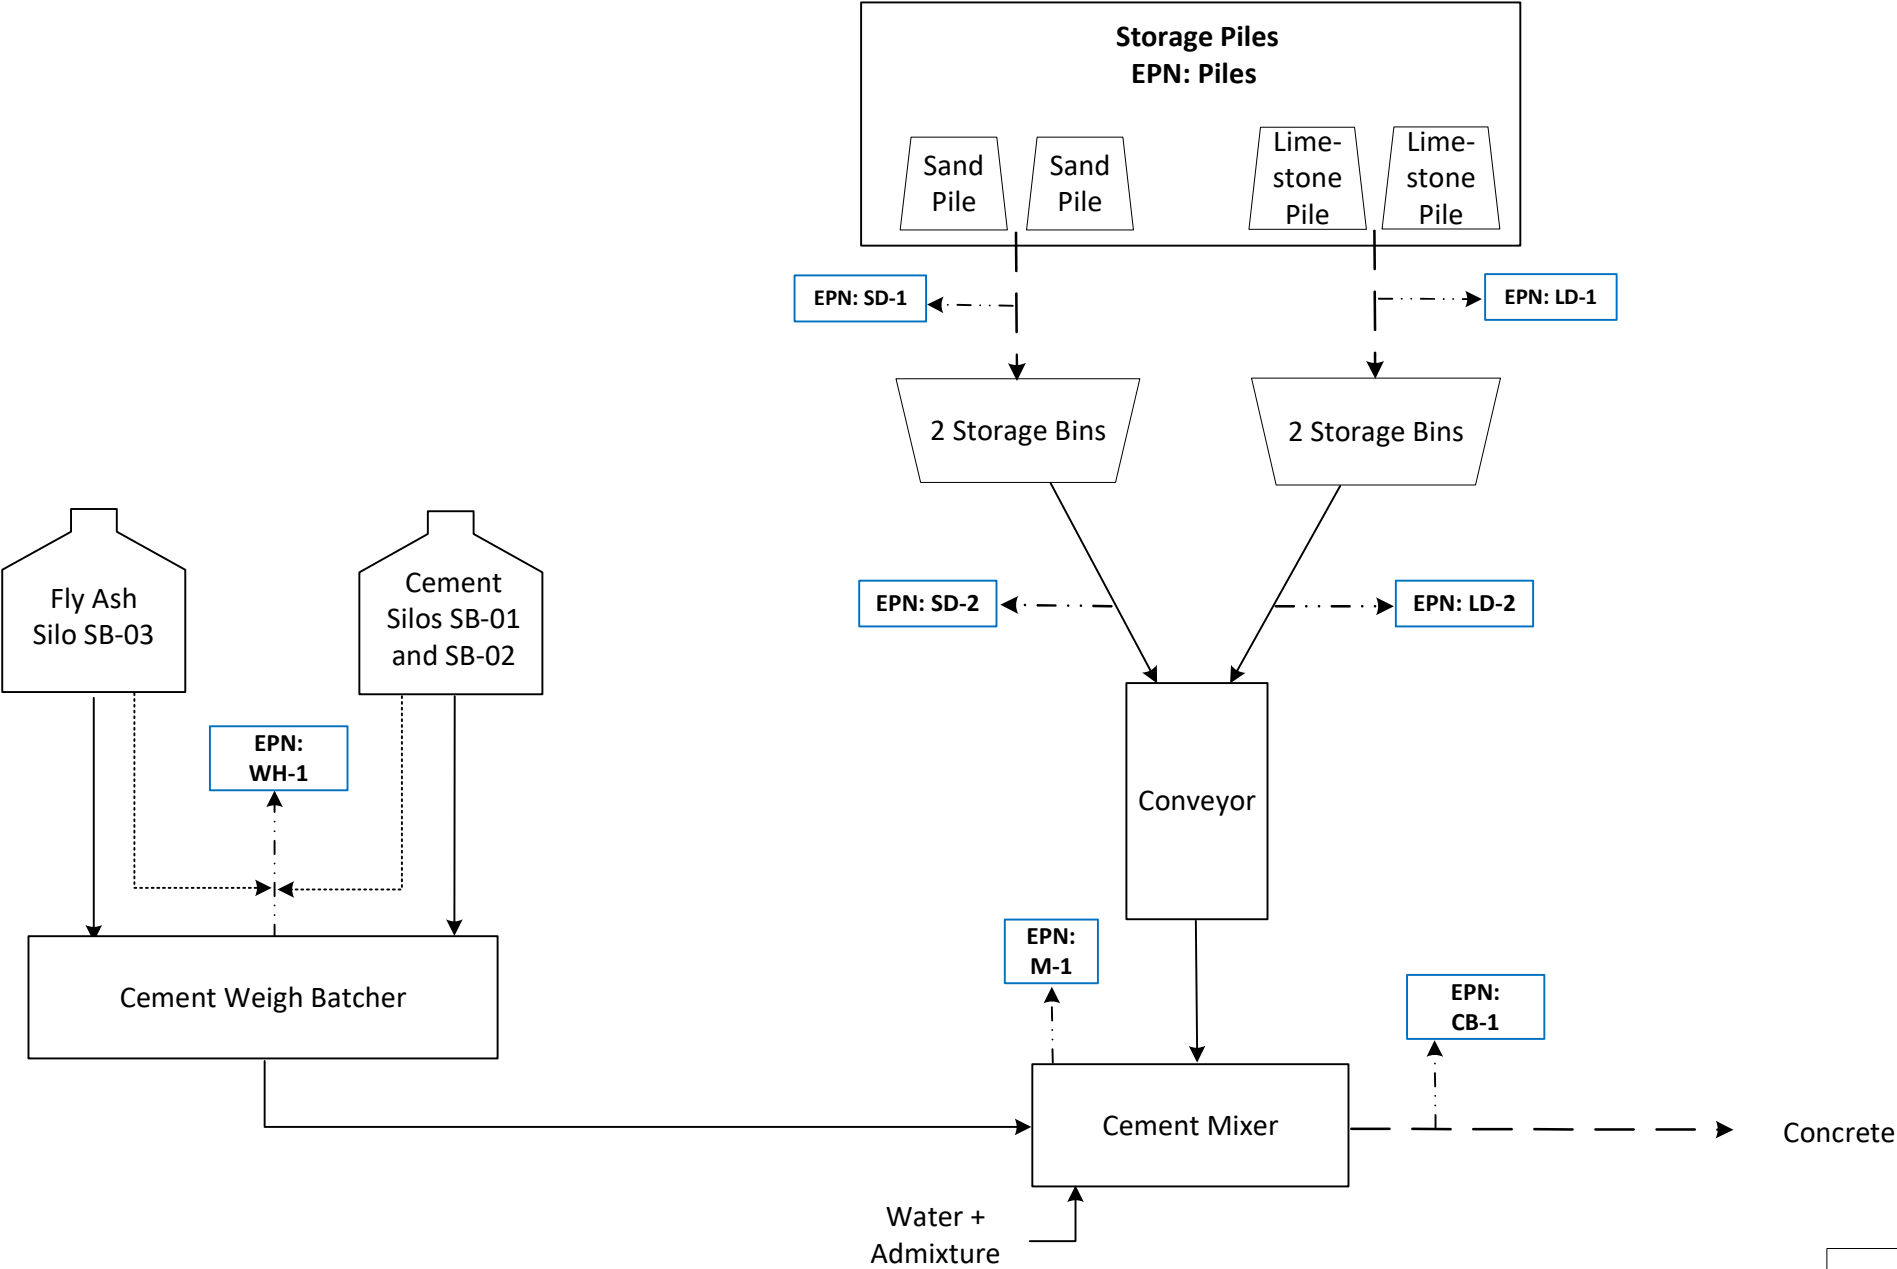 Storage Piles
EPN: Piles
Sand
Pile
Sand
Pile
Lime-
stone
Pile
Lime-
stone
Pile
EPN: SD-1
EPN: LD-1
2 Storage Bins
2 Storage Bins
Fly Ash
Silo SB-03
Cement
Silos SB-01
and SB-02
EPN: SD-2
EPN: LD-2
EPN:
WH-1
Conveyor
EPN:
M-1
Cement Weigh Batcher
EPN:
CB-1
Cement Mixer
Concrete
Water +
Admixture